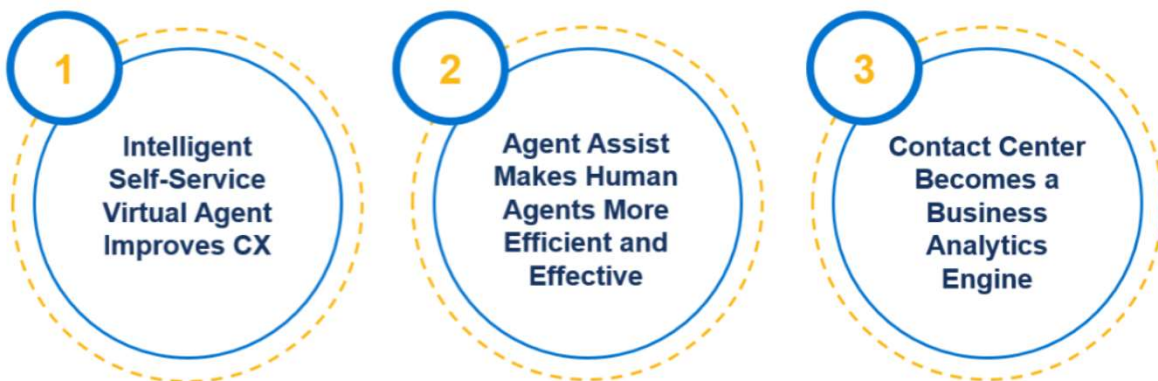 1
Intelligent
Self-Service
Virtual Agent
Improves CX
2
Agent Assist
Makes Human
Agents More
Efficient and
Effective
3
Contact Center
Becomes a
Business
Analytics
Engine